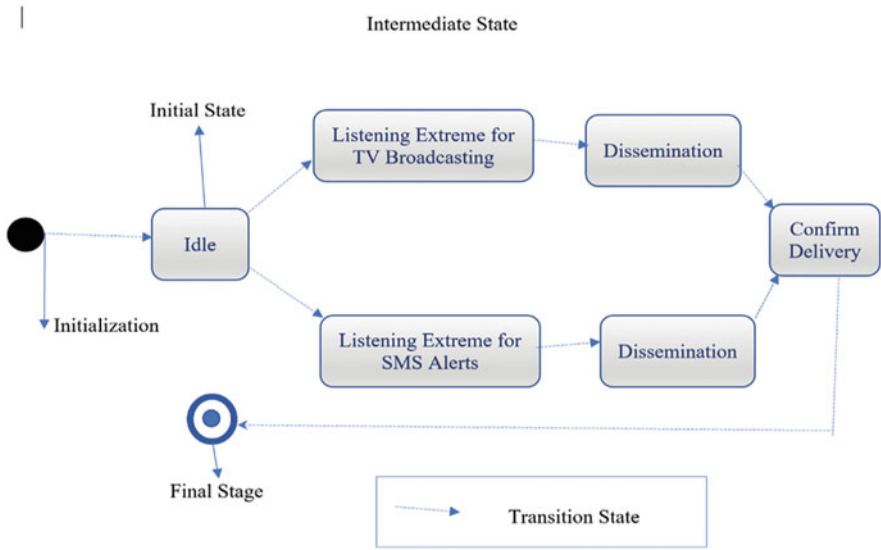 Intermediate State
Initial State
Listening Extreme for
TV Broadcasting
Dissemination
Idle
Confirm
Delivery
Initialization
Listening Extreme for
SMS Alerts
Dissemination
Final Stage
Transition State